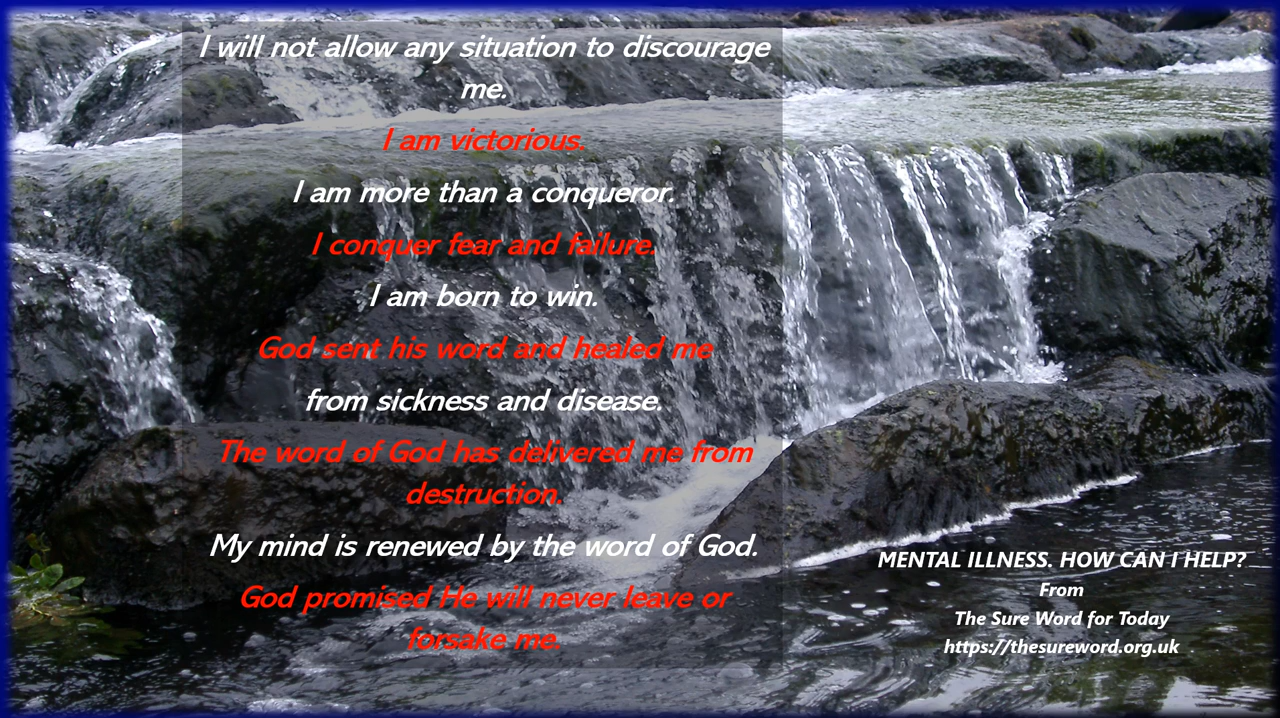 I will not allow any situation to discourage
me.
I am victorious.
I am more than a conqueror.
I conquer fear and failure.
I am born to win.
God sent his word and healed me
from sickness and disease.
The word of God has delivered me from
destruction.
My mind is renewed by the word of God.
God promised He will never leave or
forsake me.
MENTAL ILLNESS. HOW CAN I HELP?
From
The Sure Word for Today
https://thesureword.org.uk